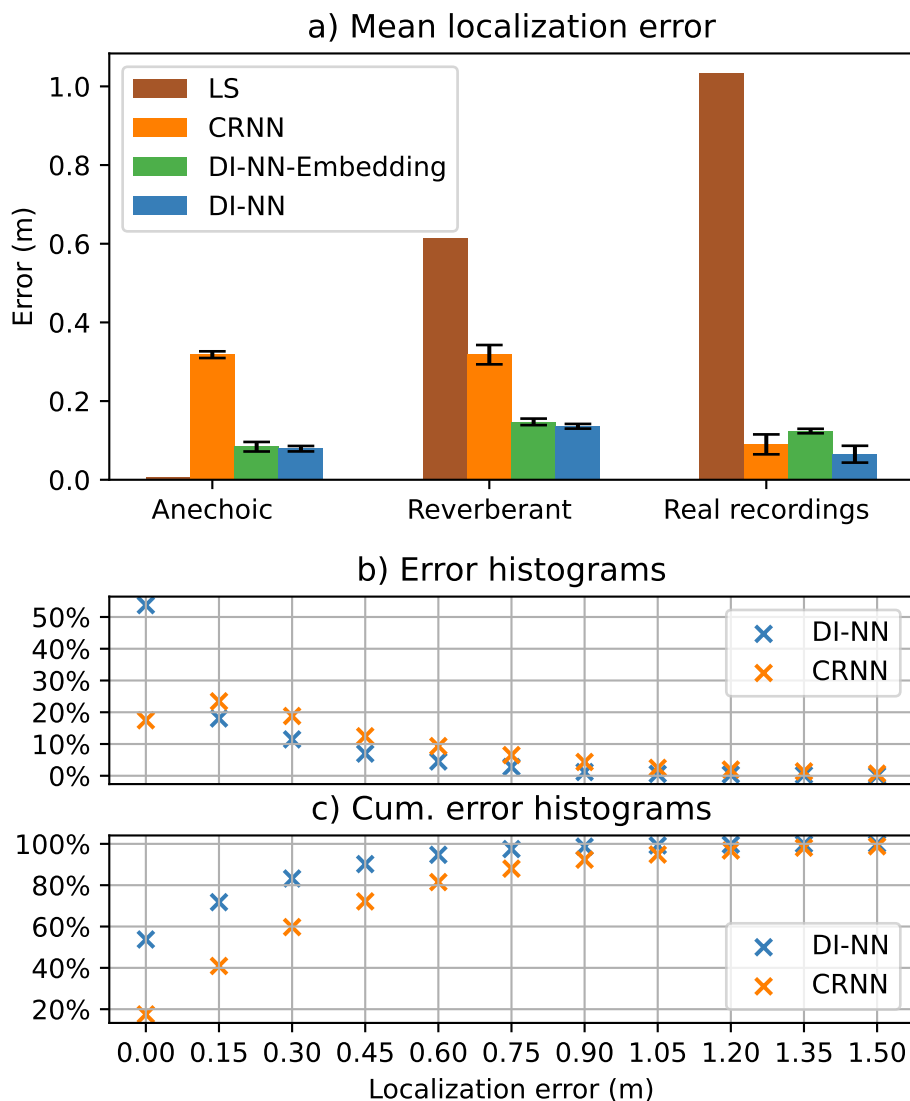 a) Mean localization error
LS
CRNN
DI-NN-Embedding
DI-NN
1.0
0.8
0.6
0.4
0.2
0.0
Error (m)
Anechoic Reverberant Real recordings
b) Error histograms
DI-NN
CRNN
50%
40%
30%
20%
10%
0%
c) Cum. error histograms
100%
80%
60%
40%
20%
DI-NN
CRNN
0.00 0.15 0.30 0.45 0.60 0.75 0.90 1.05 1.20 1.35 1.50
Localization error (m)